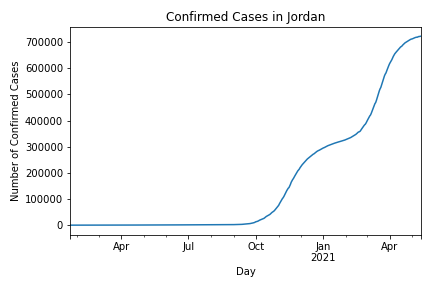 Confirmed Cases in Jordan
700000
600000
500000
400000
300000
200000
100000
0
Number of Confirmed Cases
Apr
Jul
Oct
Jan
2021
Apr
Day